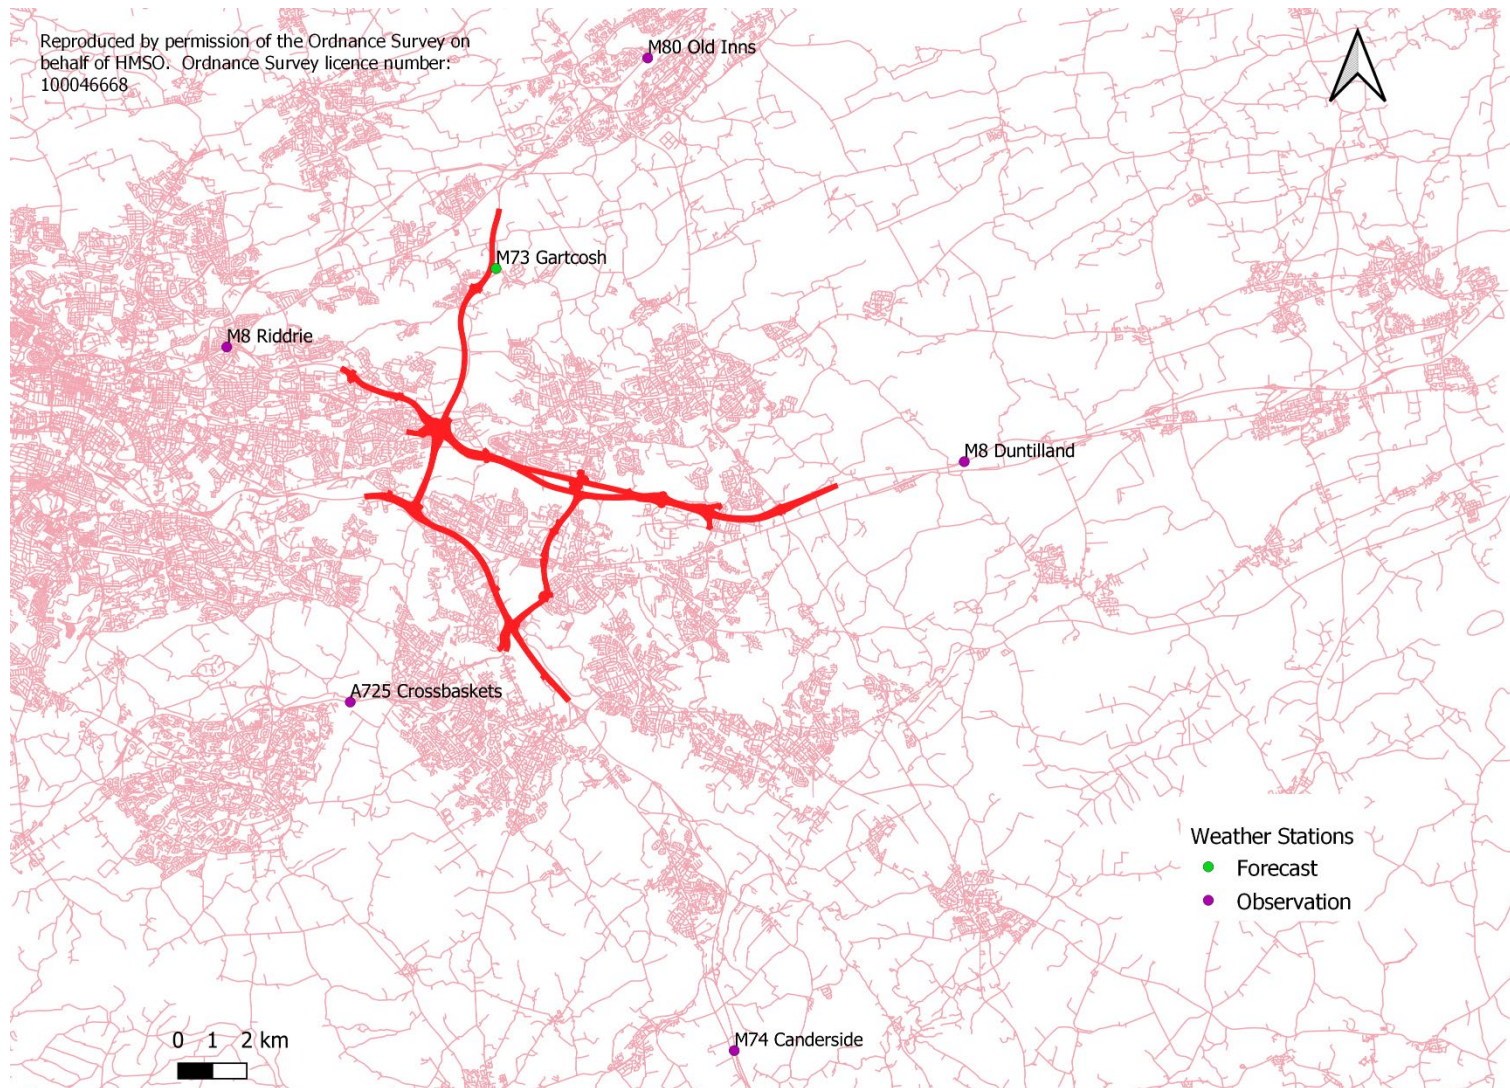 Reproduced by permission of the Ordnance Survey on
behalf of HMSO.  Ordnance Survey licence number:
100046668
M80 Old Inns
M73 Gartcosh
M8 Riddrie
M8 Duntilland
A725 Crossbaskets
Weather Stations
Forecast
Observation
0 1 2 km
M74 Canderside